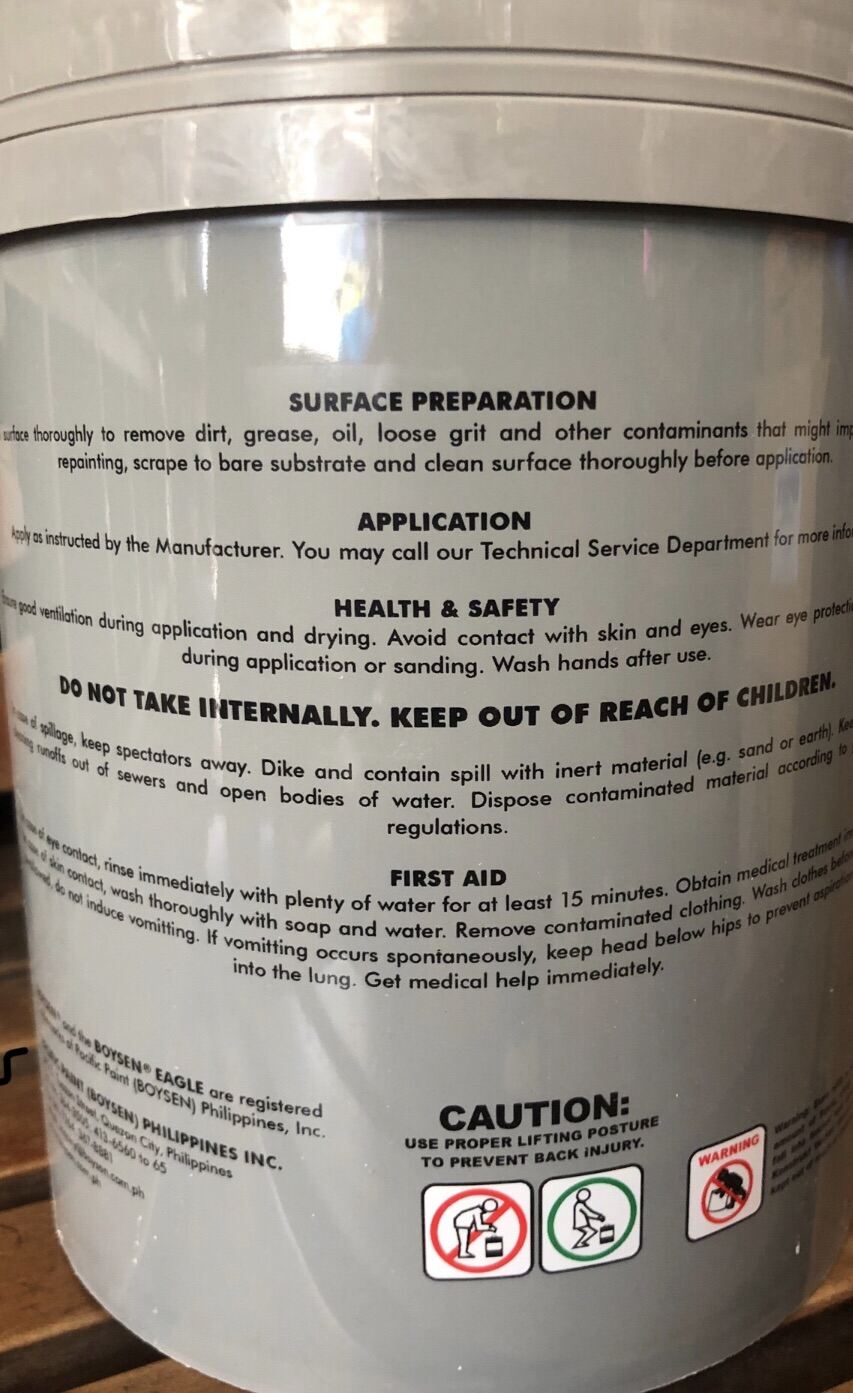 SURFACE PREPARATION
surface thoroughly to remove dirt, grease, oil, loose grit and other contaminants that might
repainting, scrape to bare substrate and clean surface thoroughly before application.
APPLICATION
Apply as instructed by the Manufacturer. You may call our Technical Service Department for more
HEALTH & SAFETY
good ventilation during application and drying. Avoid contact with skin and eyes. Wear eye
during application or sanding. Wash hands after use.
DO NOT TAKE INTERNALLY. KEEP OUT OF REACH OF CHILDREN.
of spillage, keep spectators away. Dike and contain spill with inert material (e.g. sand or earth).
runoffs out of sewers and open bodies of water. Dispose contaminated material according to
regulations.
FIRST AID
of eye contact, rinse immediately with plenty of water for at least 15 minutes. Obtain medical treatment
of skin contact, wash thoroughly with soap and water. Remove contaminated clothing. Wash clothes
do not induce vomitting. If vomitting occurs spontaneously, keep head below hips to prevent
into the lung. Get medical help immediately.
and the BOYSEN® EAGLE are registered
of Pacific Paint (BOYSEN) Philippines, Inc.
PAINT (BOYSEN) PHILIPPINES INC.
Street, Quezon City, Philippines
413-6560 to 65
CAUTION:
USE PROPER LIFTING POSTURE
TO PREVENT BACK iNJURY.
WARNING